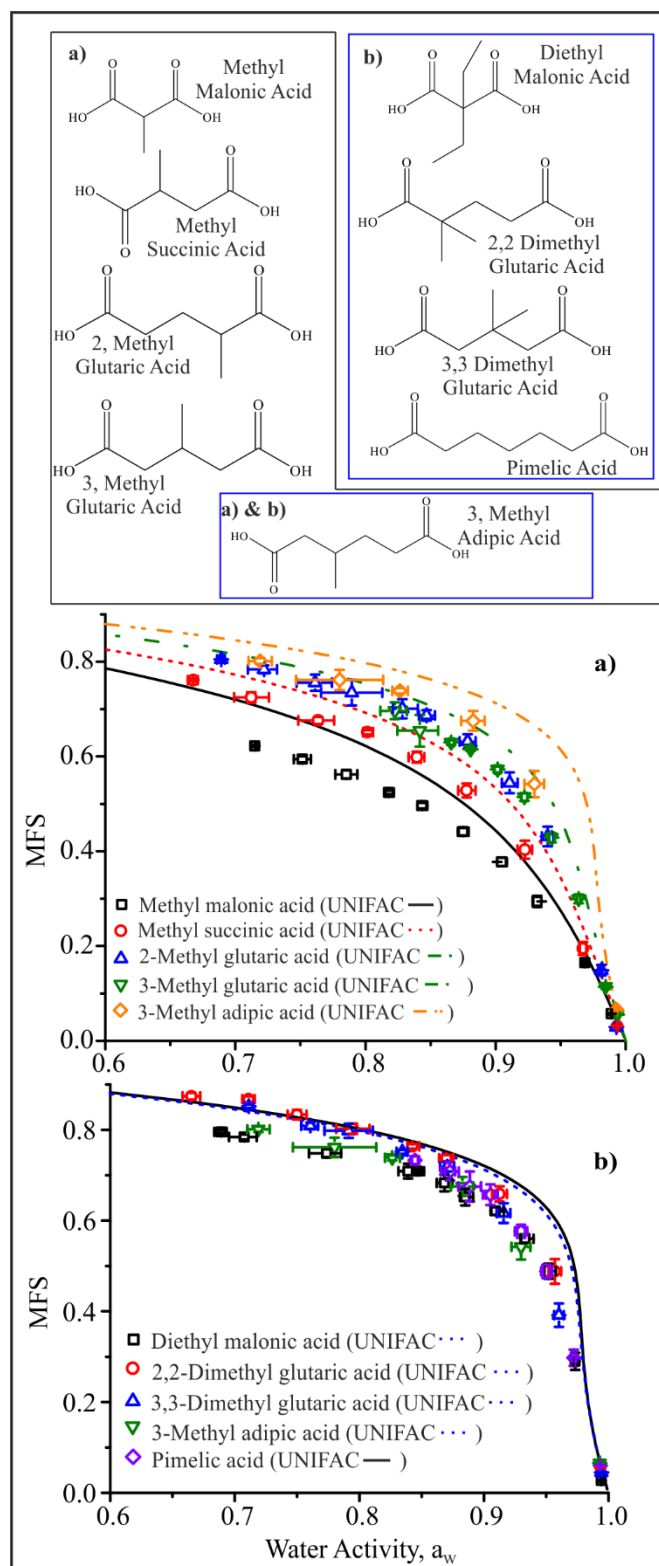 a)
Methyl
Malonic Acid
O
O
HO
OH
O
HO
OH
O
Methyl
Succinic Acid
O
O
HO
OH
2, Methyl
Glutaric Acid
O
O
HO
OH
3, Methyl
Glutaric Acid
b)
Diethyl
Malonic Acid
O
O
HO
OH
O
O
HO
OH
2,2 Dimethyl
Glutaric Acid
O
O
HO
OH
3,3 Dimethyl
Glutaric Acid
O
O
HO
OH
Pimelic Acid
a) & b)
O
HO
OH
O
3, Methyl
Adipic Acid
a)
MFS
0.8
0.6
0.4
0.2
0.0
Methyl malonic acid (UNIFAC — )
Methyl succinic acid (UNIFAC ····· )
2-Methyl glutaric acid (UNIFAC — · )
3-Methyl glutaric acid (UNIFAC — · )
3-Methyl adipic acid (UNIFAC — ·· )
0.6 0.7 0.8 0.9 1.0
b)
MFS
0.8
0.6
0.4
0.2
0.0
Diethyl malonic acid (UNIFAC ··· )
2,2-Dimethyl glutaric acid (UNIFAC ··· )
3,3-Dimethyl glutaric acid (UNIFAC ··· )
3-Methyl adipic acid (UNIFAC ··· )
Pimelic acid (UNIFAC — )
0.6 0.7 0.8 0.9 1.0
Water Activity, a_w